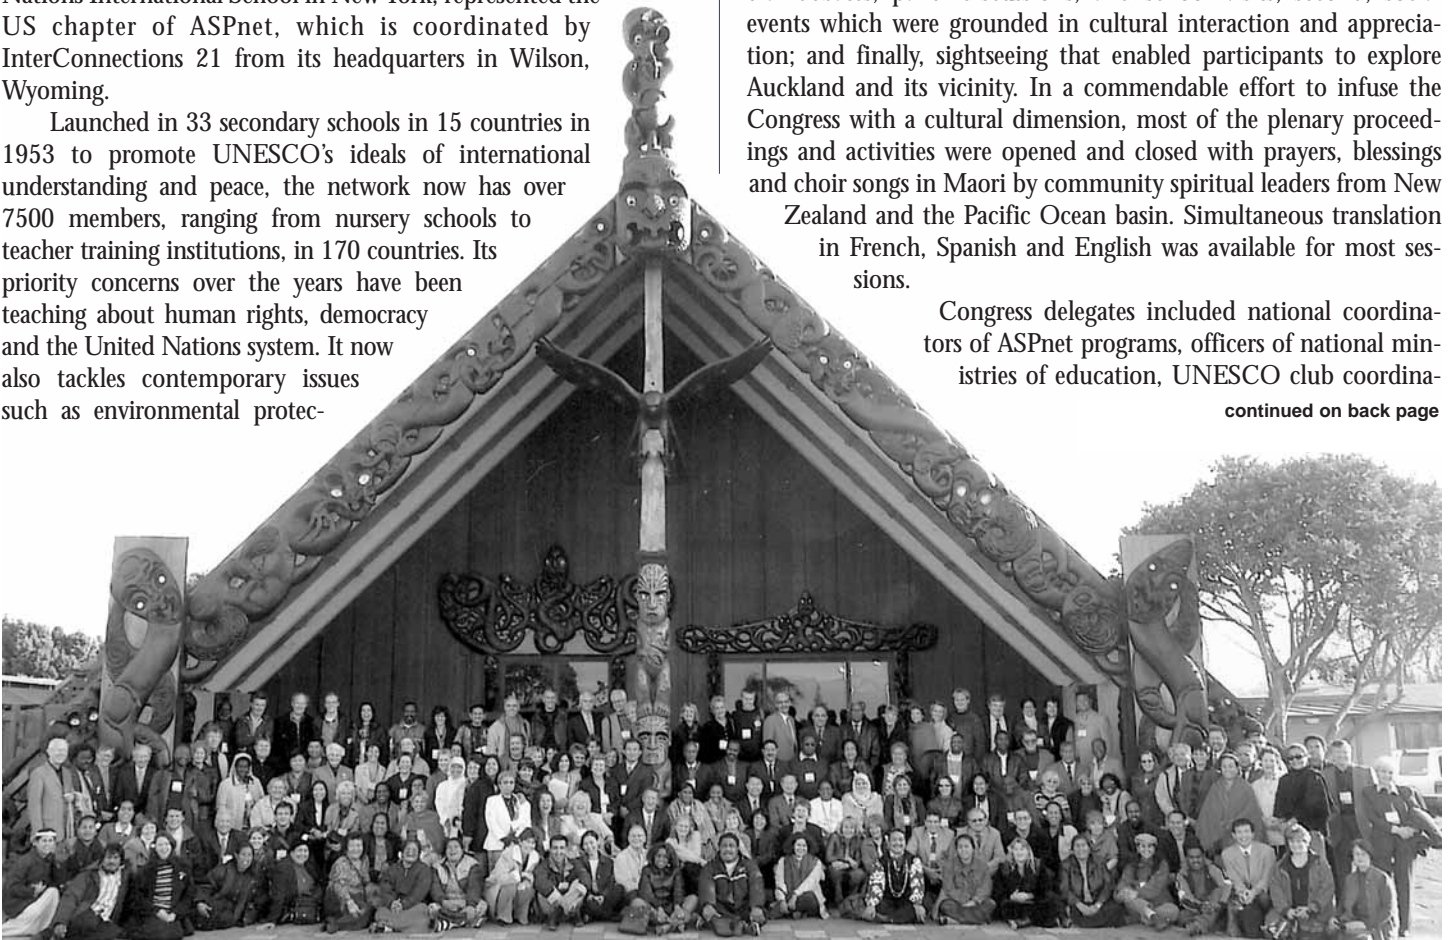 Nations International School in New York, represented the
US chapter of ASPnet, which is coordinated by
InterConnections 21 from its headquarters in Wilson,
Wyoming.
Launched in 33 secondary schools in 15 countries in
1953 to promote UNESCO’s ideals of international
understanding and peace, the network now has over
7500 members, ranging from nursery schools to
teacher training institutions, in 170 countries. Its
priority concerns over the years have been
teaching about human rights, democracy
and the United Nations system. It now
also tackles contemporary issues
such as environmental protec-
events which were grounded in cultural interaction and apprecia-
tion; and finally, sightseeing that enabled participants to explore
Auckland and its vicinity. In a commendable effort to infuse the
Congress with a cultural dimension, most of the plenary proceed-
ings and activities were opened and closed with prayers, blessings
and choir songs in Maori by community spiritual leaders from New
Zealand and the Pacific Ocean basin. Simultaneous translation
in French, Spanish and English was available for most ses-
sions.
Congress delegates included national coordina-
tors of ASPnet programs, officers of national min-
istries of education, UNESCO club coordina-
continued on back page